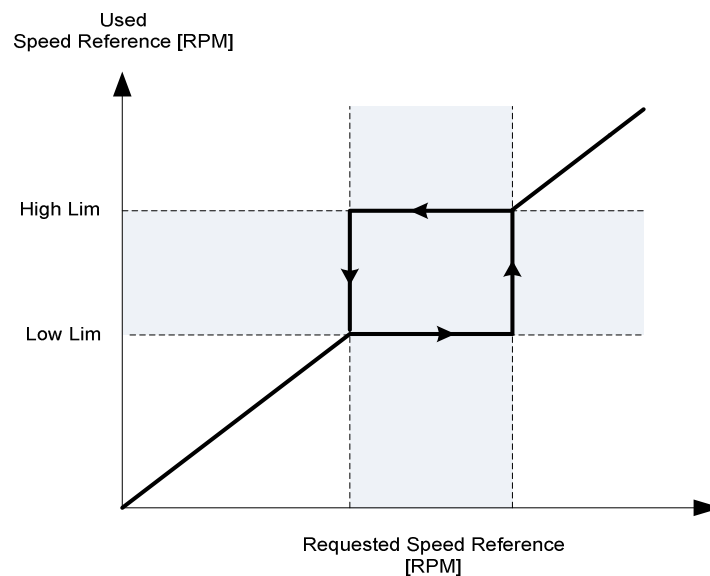 Used
Speed Reference [RPM]
High Lim
Low Lim
Requested Speed Reference
[RPM]